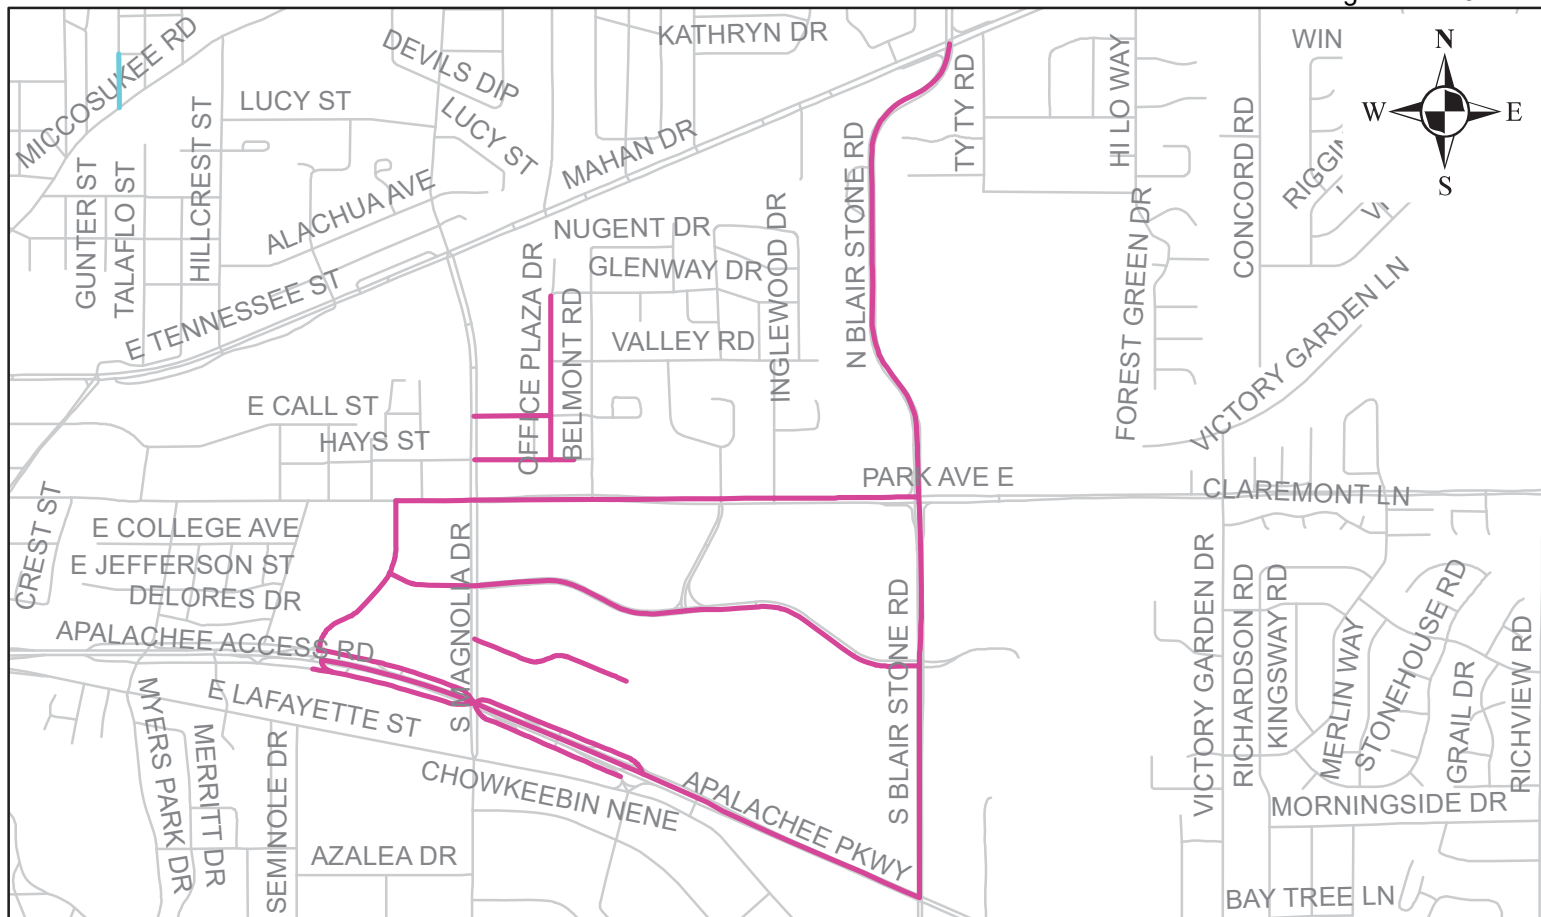 KATHRYN DR
WIN
N
DEVILS DIP
MICCOSUKEE RD
LUCY ST
LUCY ST
HI LO WAY
TY TY RD
W
E
S
MAHAN DR
N BLAIR STONE RD
CONCORD RD
GUNTER ST
TALAFLO ST
HILLCREST ST
ALACHUA AVE
NUGENT DR
GLENWAY DR
INGLEWOOD DR
FOREST GREEN DR
E TENNESSEE ST
OFFICE PLAZA DR
BELMONT RD
VALLEY RD
VICTORY GARDEN LN
E CALL ST
HAYS ST
PARK AVE E
CLAREMONT LN
CREST ST
E COLLEGE AVE
E JEFFERSON ST
DELORES DR
APALACHEE ACCESS RD
S MAGNOLIA DR
S BLAIR STONE RD
VICTORY GARDEN DR
RICHARDSON RD
KINGSWAY RD
MERLIN WAY
STONEHOUSE RD
GRAIL DR
RICHVIEW RD
E LAFAYETTE ST
MYERS PARK DR
MERRITT DR
SEMINOLE DR
CHOWKEEBIN NENE
APALACHEE PKWY
MORNINGSIDE DR
AZALEA DR
BAY TREE LN